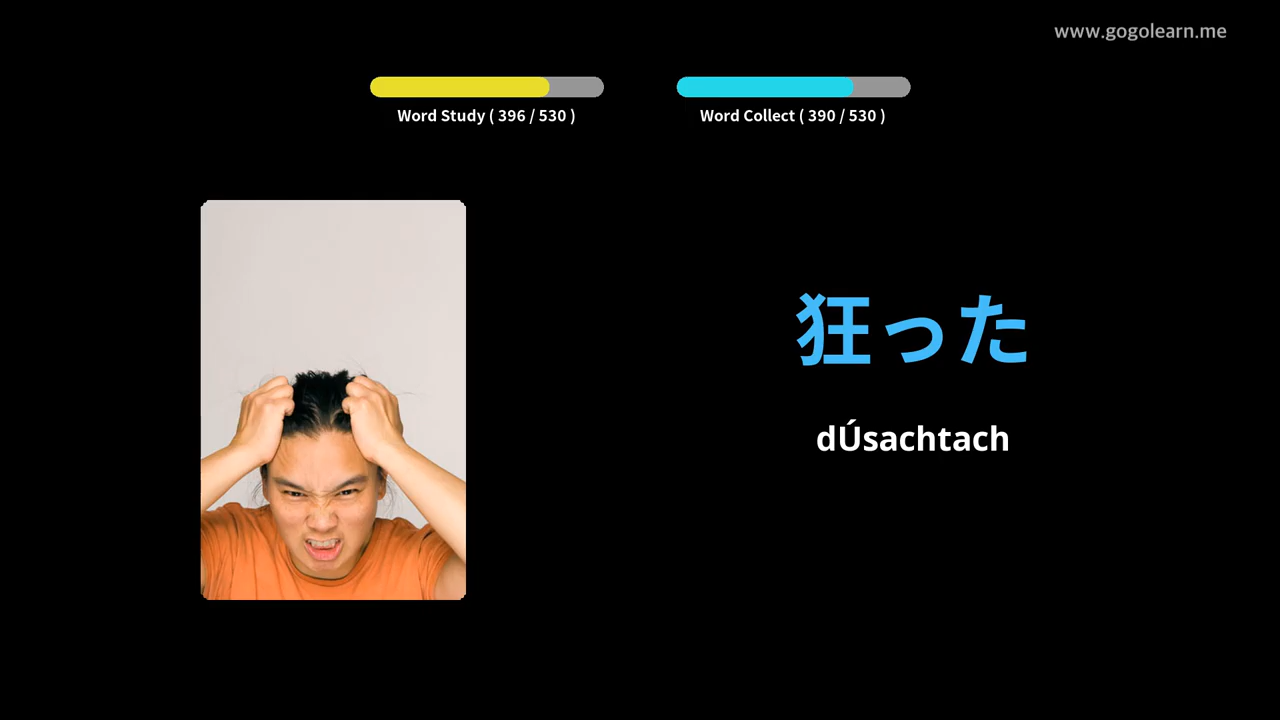 www.gogolearn.me
Word Study ( 396 / 530 )
Word Collect ( 390 / 530 )
狂った
dÚsachtach